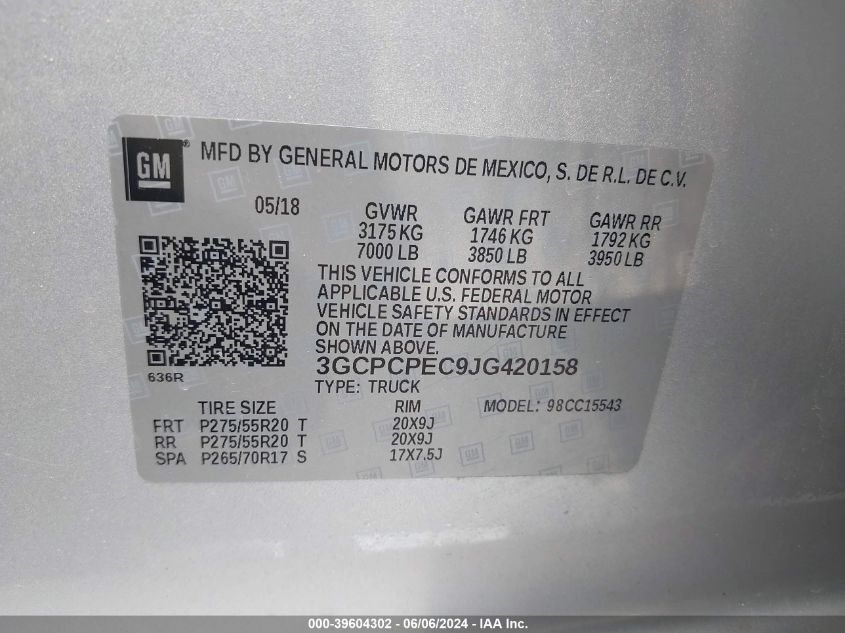 GM ® MFD BY GENERAL MOTORS DE MEXICO, S. DE R.L. DE C.V.
05/18 GVWR GAWR FRT GAWR RR
3175 KG 1746 KG 1792 KG
7000 LB 3850 LB 3950 LB
THIS VEHICLE CONFORMS TO ALL
APPLICABLE U.S. FEDERAL MOTOR
VEHICLE SAFETY STANDARDS IN EFFECT
ON THE DATE OF MANUFACTURE
SHOWN ABOVE.
3GCPCPEC9JG420158
636R
TYPE: TRUCK
TIRE SIZE RIM MODEL: 98CC15543
FRT P275/55R20 T 20X9J
RR P275/55R20 T 20X9J
SPA P265/70R17 S 17X7.5J
000-39604302 - 06/06/2024 - IAA Inc.